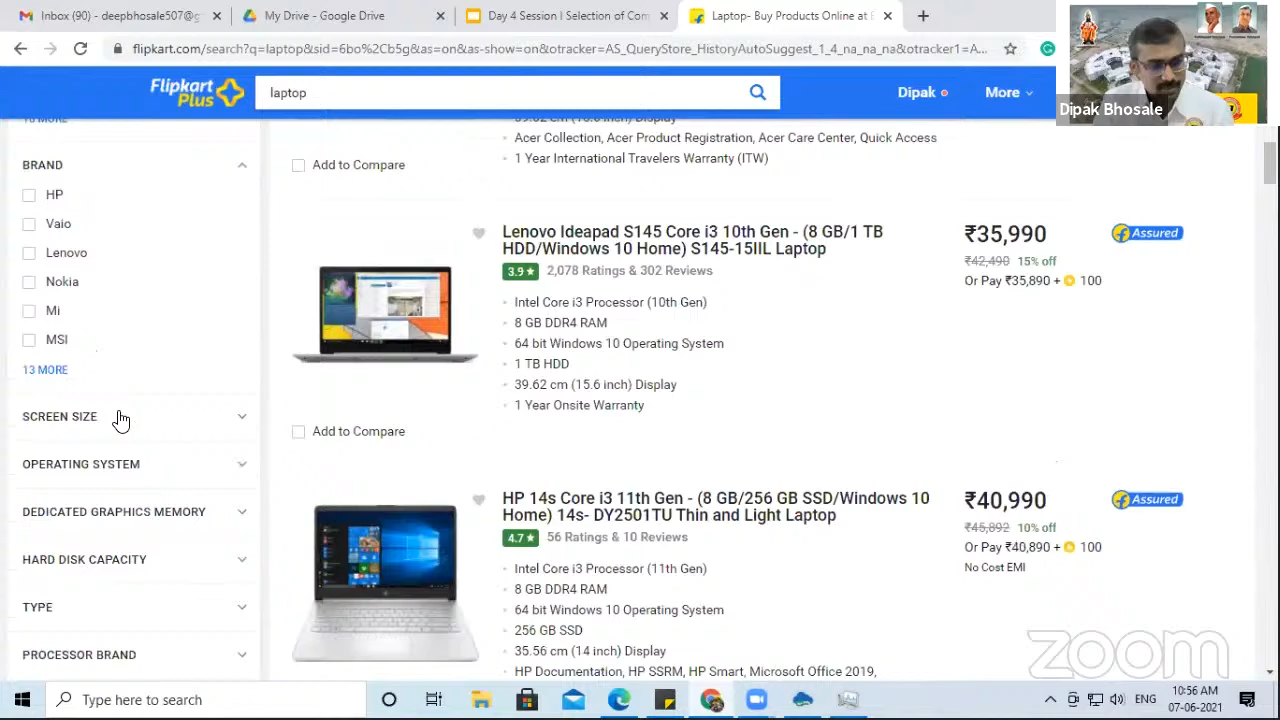 Inbox (90) - deepbhosale507@g
My Drive - Google Drive
Day 4 Session I Selection of Com
Laptop- Buy Products Online at B
flipkart.com/search?q=laptop&sid=6bo%2Cb5g&as=on&as-show=on&otracker=AS_QueryStore_HistoryAutoSuggest_1_4_na_na_na&otracker1=A...
Flipkart
Plus
laptop
Dipak
More
Dipak Bhosale
BRAND
HP
Vaio
Lenovo
Nokia
Mi
MSI
13 MORE
SCREEN SIZE
OPERATING SYSTEM
DEDICATED GRAPHICS MEMORY
HARD DISK CAPACITY
TYPE
PROCESSOR BRAND
39.62 cm (15.6 inch) Display
Acer Collection, Acer Product Registration, Acer Care Center, Quick Access
1 Year International Travelers Warranty (ITW)
Add to Compare
Lenovo Ideapad S145 Core i3 10th Gen - (8 GB/1 TB
HDD/Windows 10 Home) S145-15IIL Laptop
3.9 ★ 2,078 Ratings & 302 Reviews
Intel Core i3 Processor (10th Gen)
8 GB DDR4 RAM
64 bit Windows 10 Operating System
1 TB HDD
39.62 cm (15.6 inch) Display
1 Year Onsite Warranty
₹35,990
Assured
₹42,490 15% off
Or Pay ₹35,890 + 100
Add to Compare
HP 14s Core i3 11th Gen - (8 GB/256 GB SSD/Windows 10
Home) 14s- DY2501TU Thin and Light Laptop
4.7 ★ 56 Ratings & 10 Reviews
Intel Core i3 Processor (11th Gen)
8 GB DDR4 RAM
64 bit Windows 10 Operating System
256 GB SSD
35.56 cm (14 inch) Display
HP Documentation, HP SSRM, HP Smart, Microsoft Office 2019,
₹40,990
Assured
₹45,892 10% off
Or Pay ₹40,890 + 100
No Cost EMI
zoom
Type here to search
ENG
10:56 AM
07-06-2021